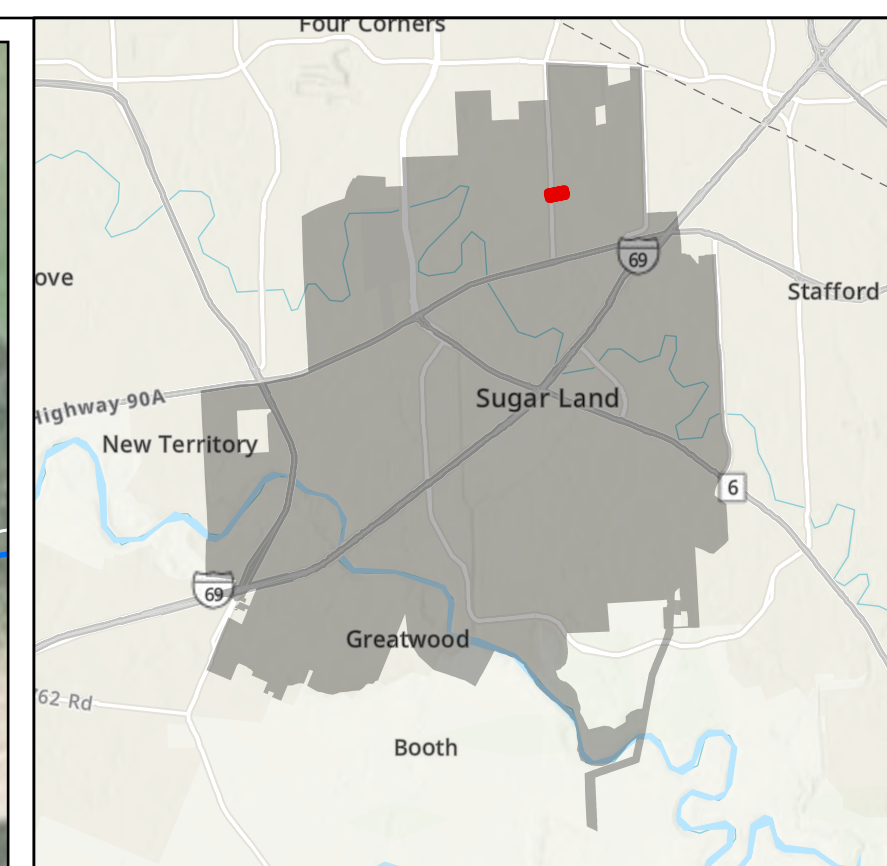 Four Corners
69
ove
Stafford
Sugar Land
Highway 90A
New Territory
6
69
Greatwood
762 Rd
Booth